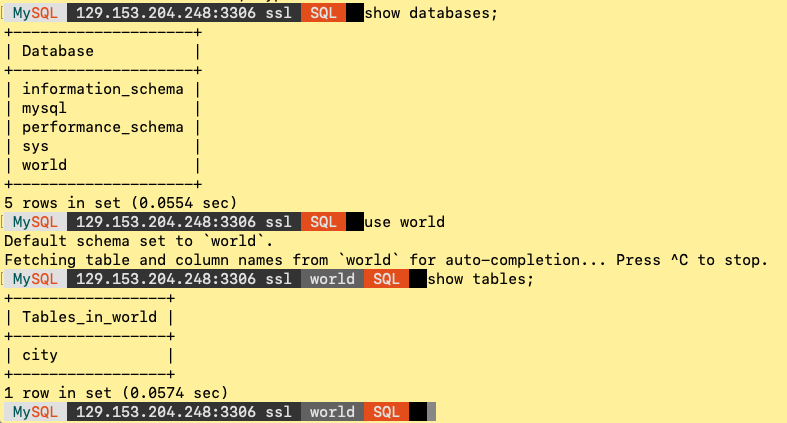 MySQL 129.153.204.248:3306 ssl SQL show databases;
+--------------------+
| Database           |
+--------------------+
| information_schema |
| mysql              |
| performance_schema |
| sys                |
| world              |
+--------------------+
5 rows in set (0.0554 sec)
MySQL 129.153.204.248:3306 ssl SQL use world
Default schema set to `world`.
Fetching table and column names from `world` for auto-completion... Press ^C to stop.
MySQL 129.153.204.248:3306 ssl world SQL show tables;
+-----------------+
| Tables_in_world |
+-----------------+
| city            |
+-----------------+
1 row in set (0.0574 sec)
MySQL 129.153.204.248:3306 ssl world SQL